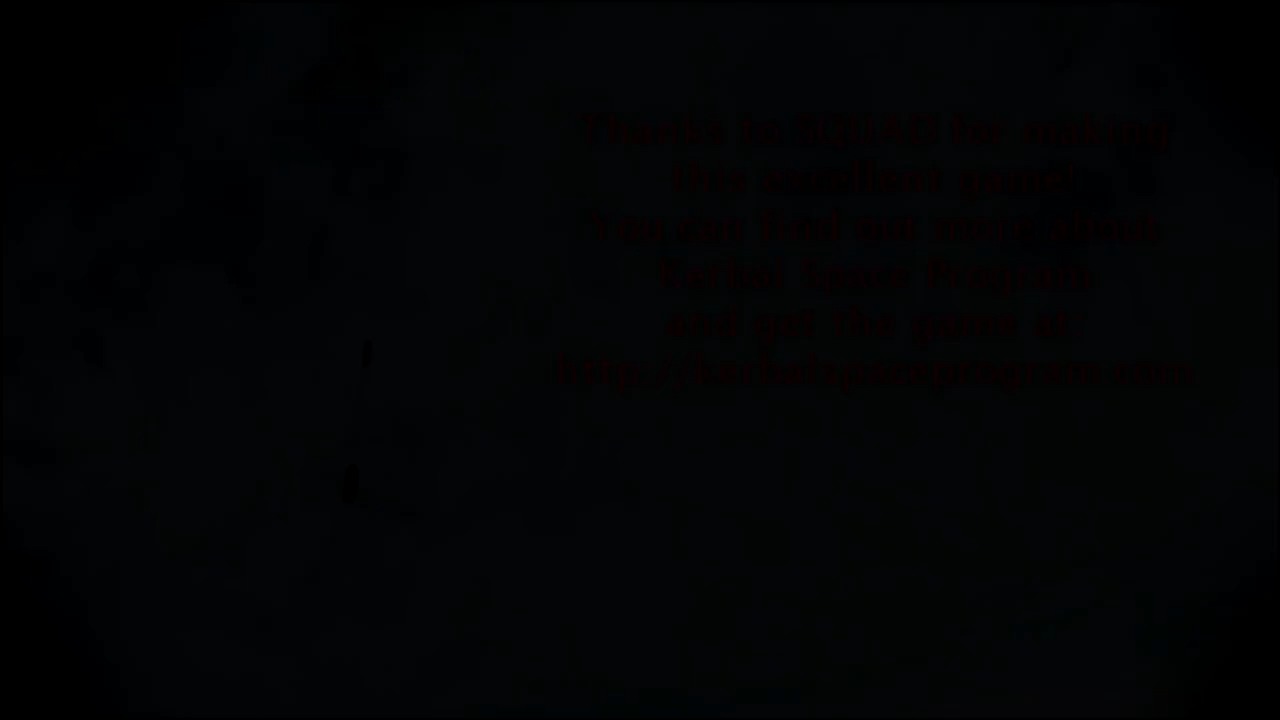 Thanks to SQUAD for making
this excellent game!
You can find out more about
Kerbal Space Program
and get the game at:
http://kerbalspaceprogram.com